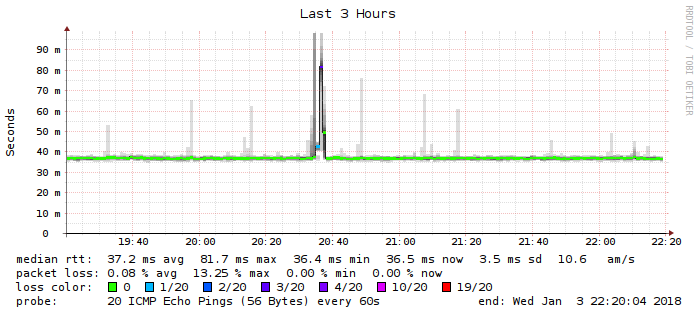 Last 3 Hours
RRDTOOL / TOBI OETIKER
Seconds
90 m
80 m
70 m
60 m
50 m
40 m
30 m
20 m
10 m
0
19:40 20:00 20:20 20:40 21:00 21:20 21:40 22:00 22:20
median rtt: 37.2 ms avg 81.7 ms max 36.4 ms min 36.5 ms now 3.5 ms sd 10.6 am/s
packet loss: 0.08 % avg 13.25 % max 0.00 % min 0.00 % now
loss color: 0 1/20 2/20 3/20 4/20 10/20 19/20
probe: 20 ICMP Echo Pings (56 Bytes) every 60s end: Wed Jan 3 22:20:04 2018